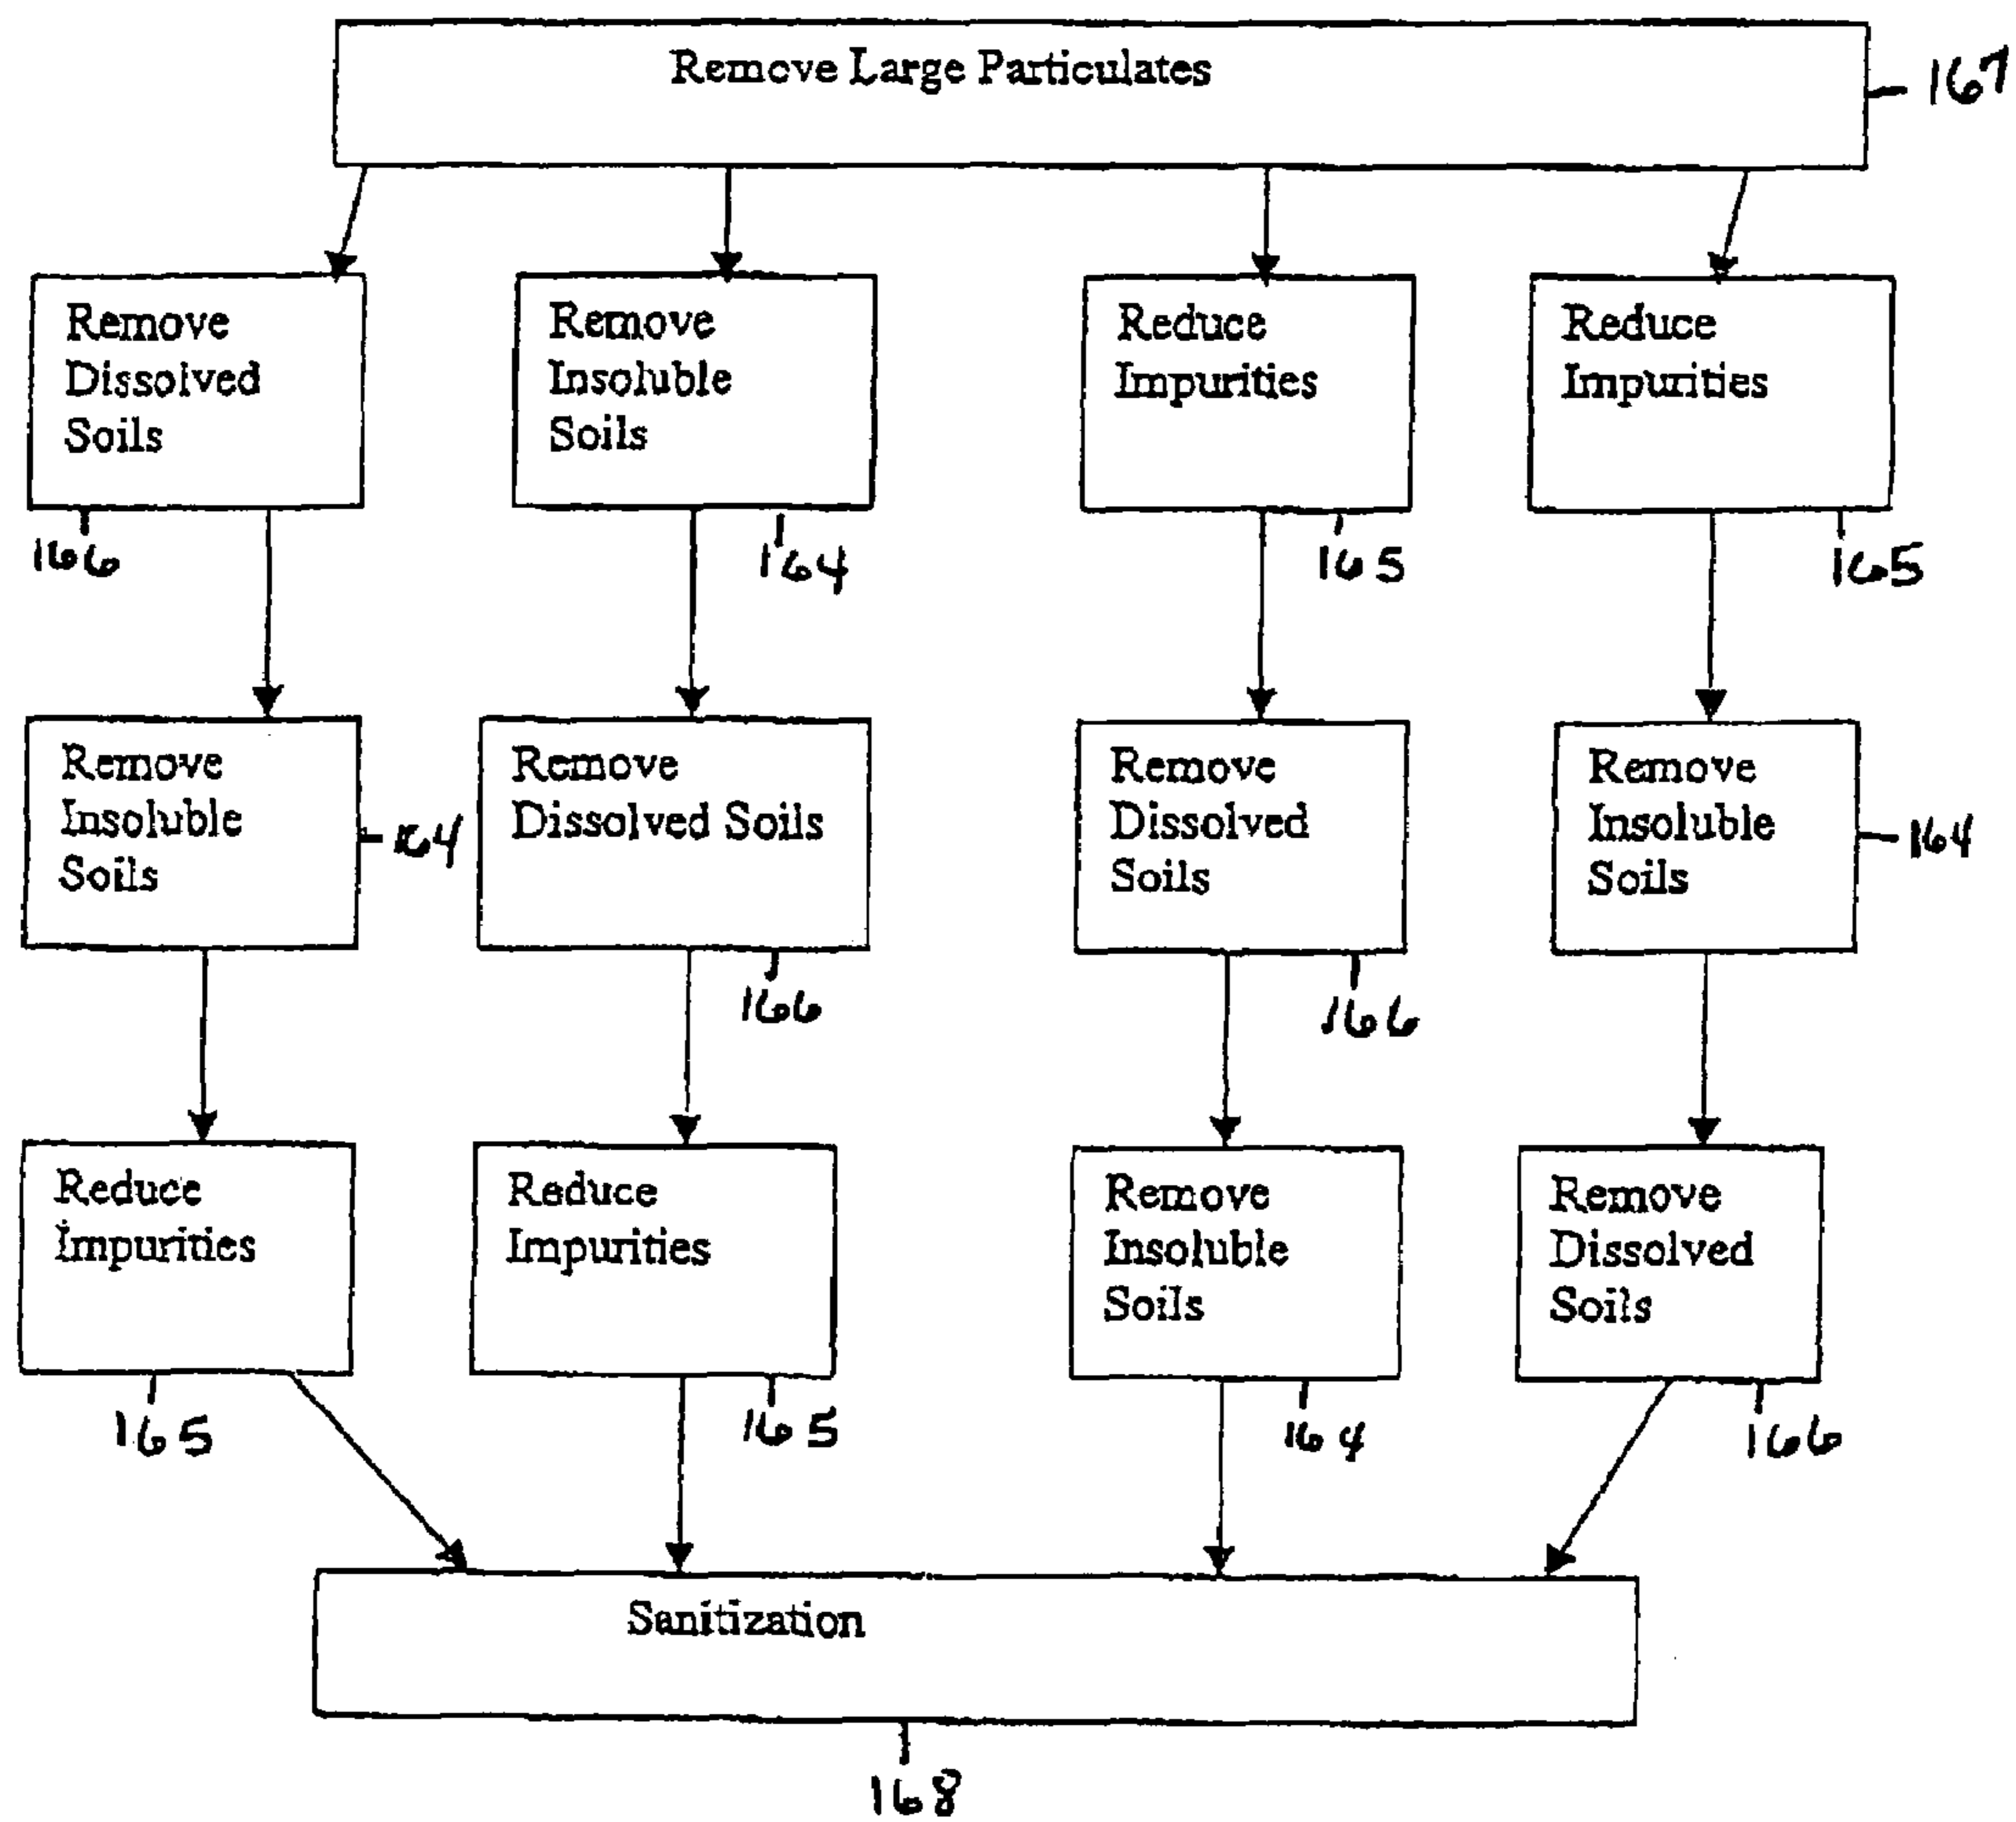 Remove Large Particulates
167
Remove
Dissolved
Soils
166
Remove
Insoluble
Soils
164
Reduce
Impurities
165
Reduce
Impurities
165
Remove
Insoluble
Soils
164
Remove
Dissolved Soils
166
Remove
Dissolved
Soils
166
Remove
Insoluble
Soils
164
Reduce
Impurities
165
Reduce
Impurities
165
Remove
Insoluble
Soils
164
Remove
Dissolved
Soils
166
Sanitization
168